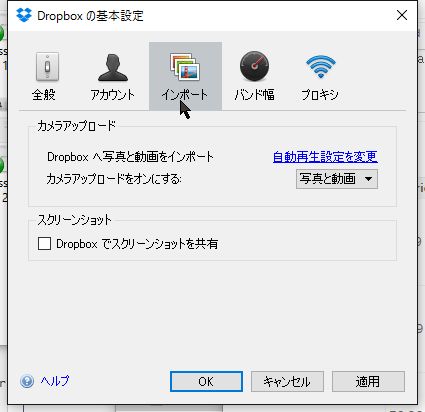 Dropbox の基本設定
全般
アカウント
インポート
バンド幅
プロキシ
カメラアップロード
Dropbox へ写真と動画をインポート 自動再生設定を変更
カメラアップロードをオンにする: 写真と動画
スクリーンショット
Dropbox でスクリーンショットを共有
ヘルプ OK キャンセル 適用